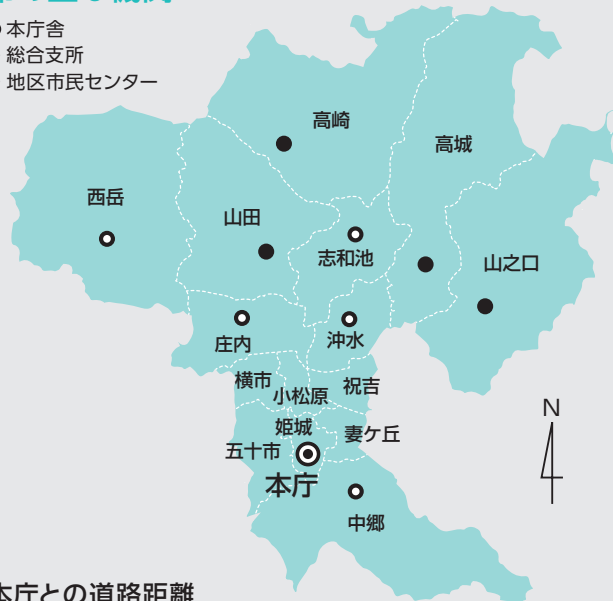 本庁舎
総合支所
地区市民センター
高崎
高城
西岳
山田
志和池
山之口
庄内
沖水
横市
小松原
祝吉
姫城
妻ケ丘
五十市
本庁
中郷
N
本庁との道路距離